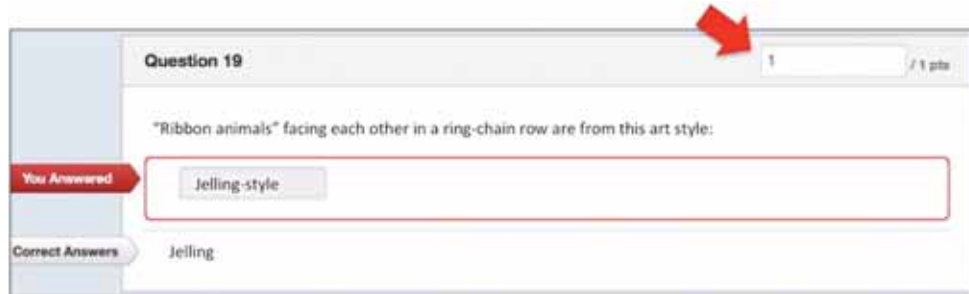 Question 19
1 / 1 pts
"Ribbon animals" facing each other in a ring-chain row are from this art style:
You Answered
Jelling-style
Correct Answers
Jelling